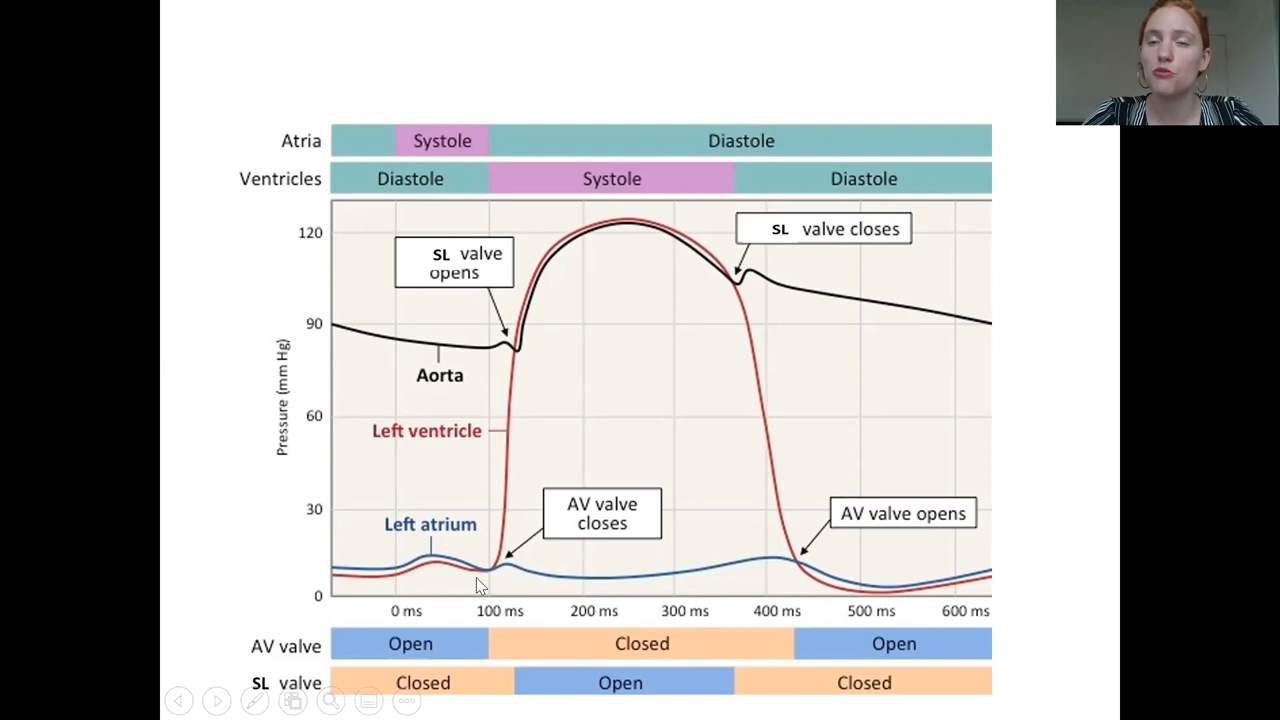 Atria Systole Diastole
Ventricles Diastole Systole Diastole
120
90
60
30
0
Pressure (mm Hg)
SL valve
opens
SL valve closes
Aorta
Left ventricle
Left atrium
AV valve
closes
AV valve opens
0 ms 100 ms 200 ms 300 ms 400 ms 500 ms 600 ms
AV valve Open Closed Open
SL valve Closed Open Closed